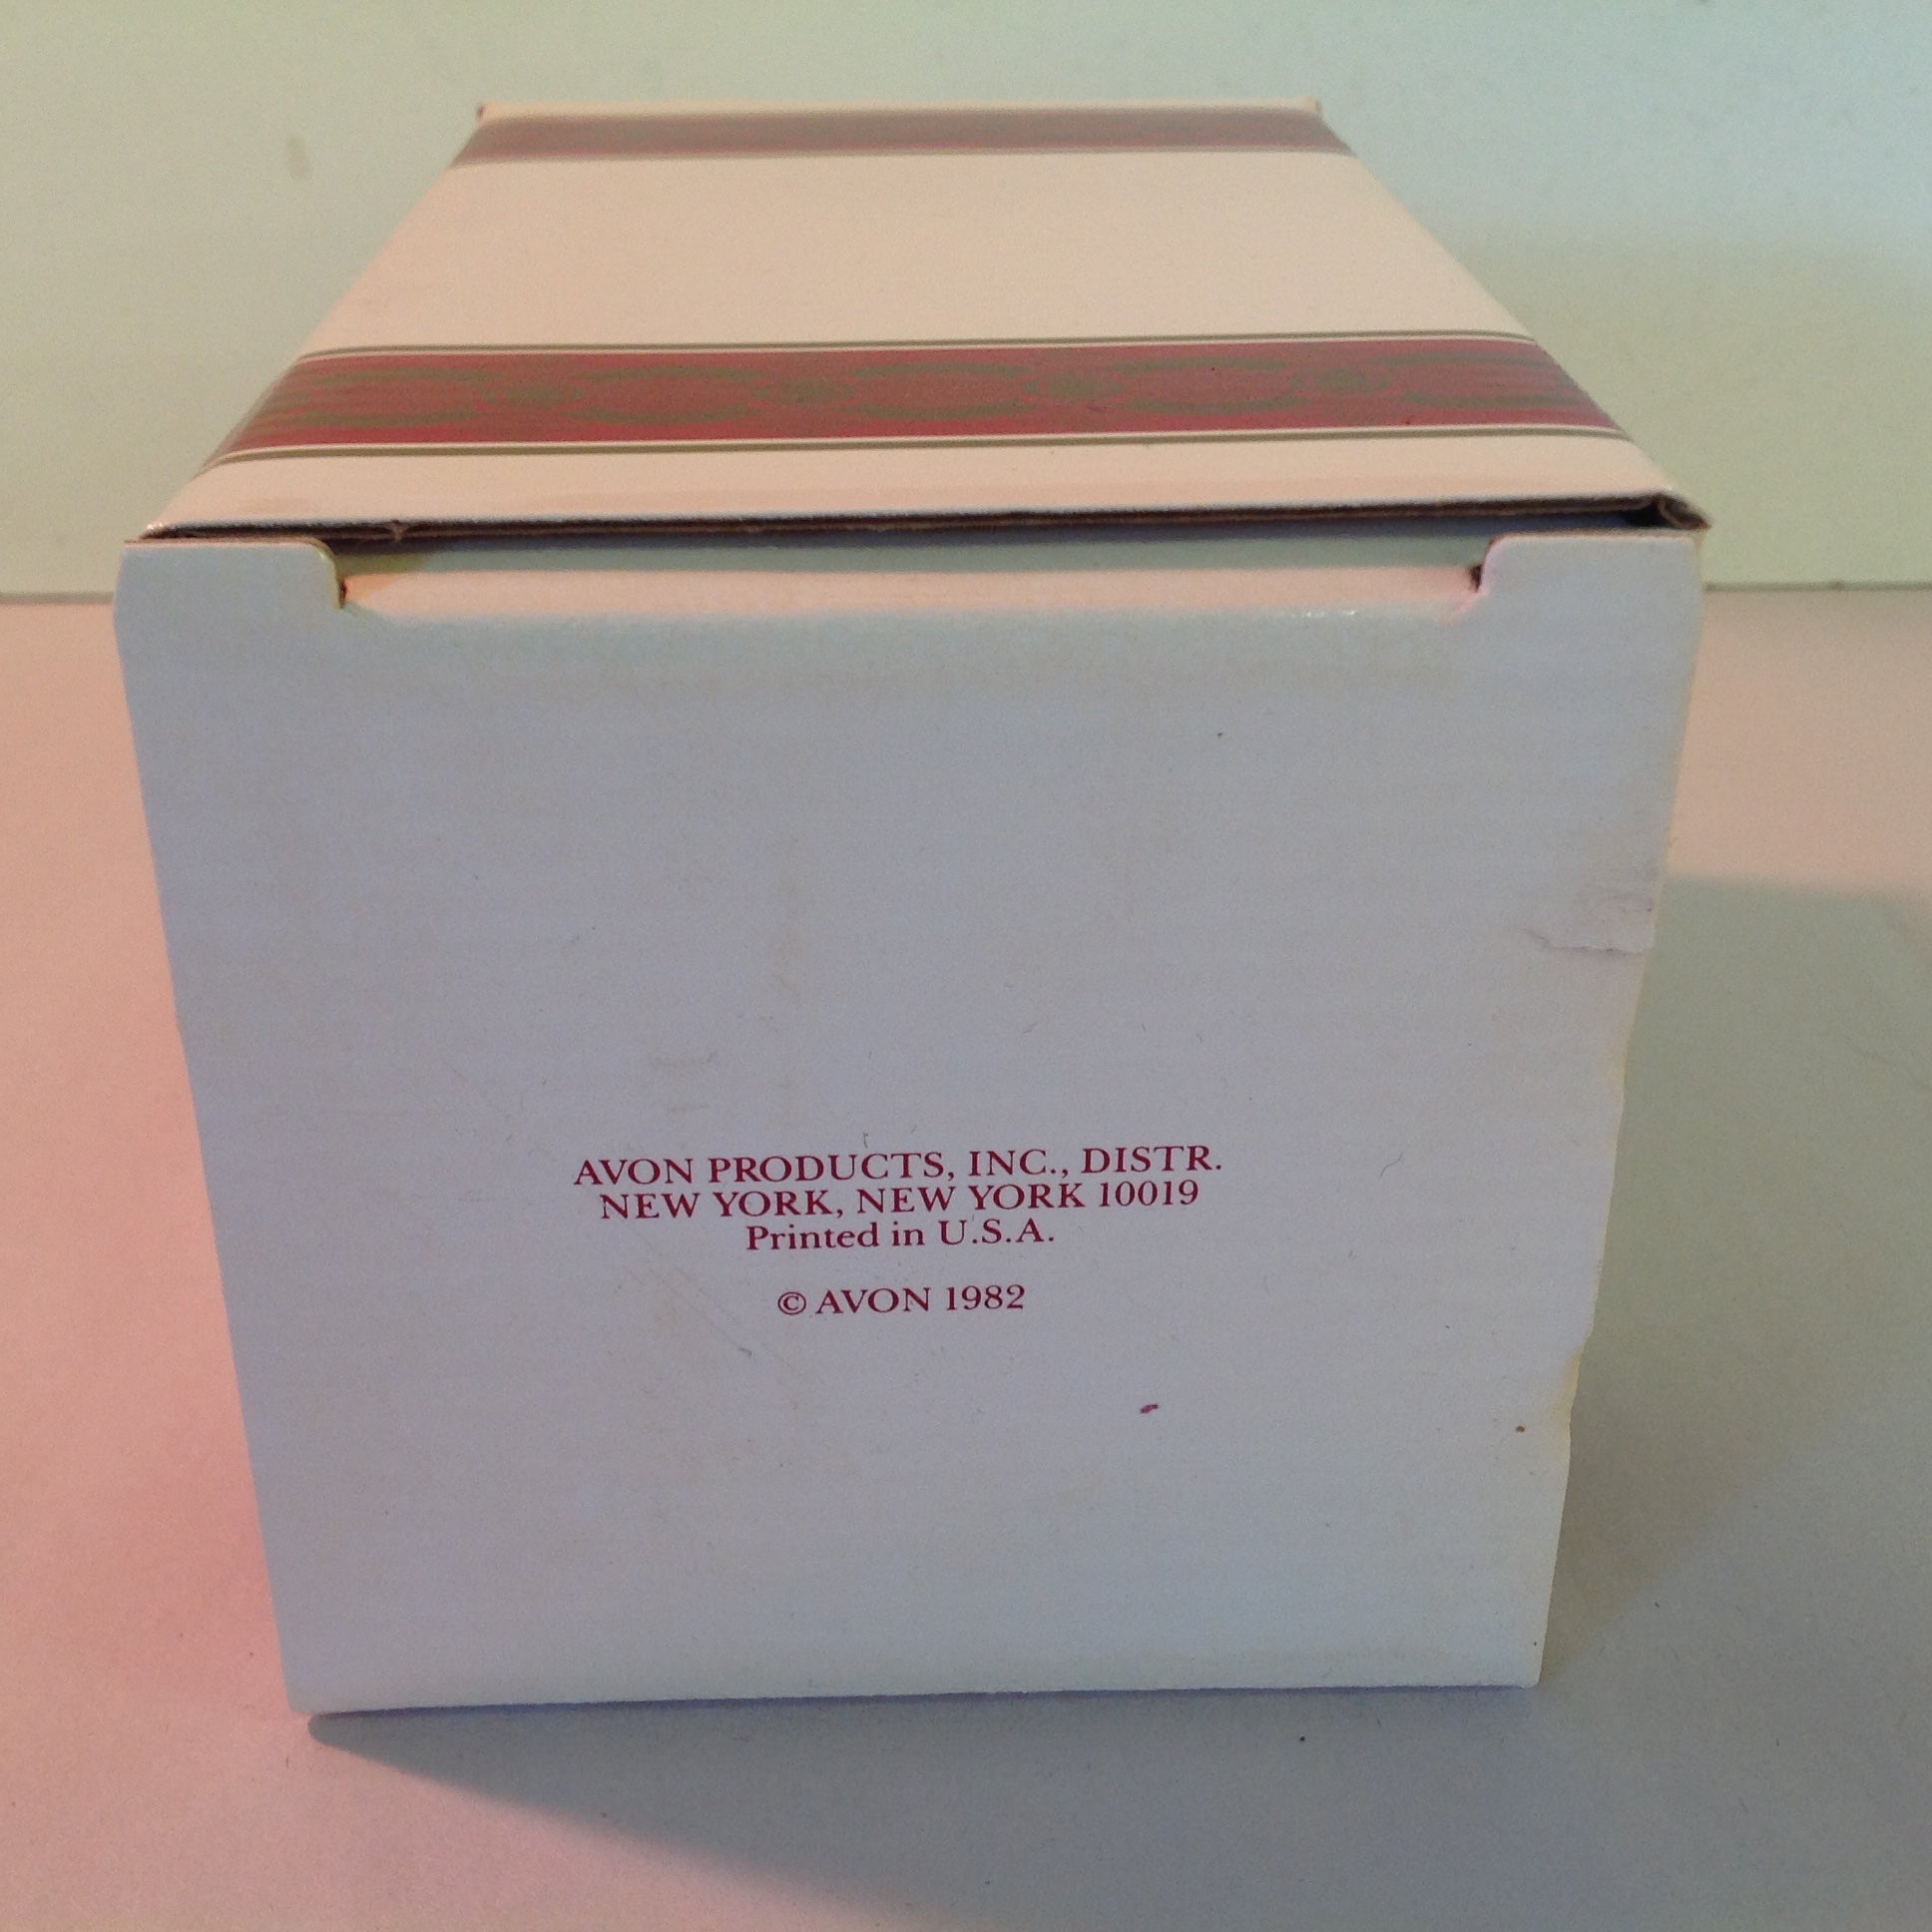 AVON PRODUCTS, INC., DISTR.
NEW YORK, NEW YORK 10019
Printed in U.S.A.
© AVON 1982